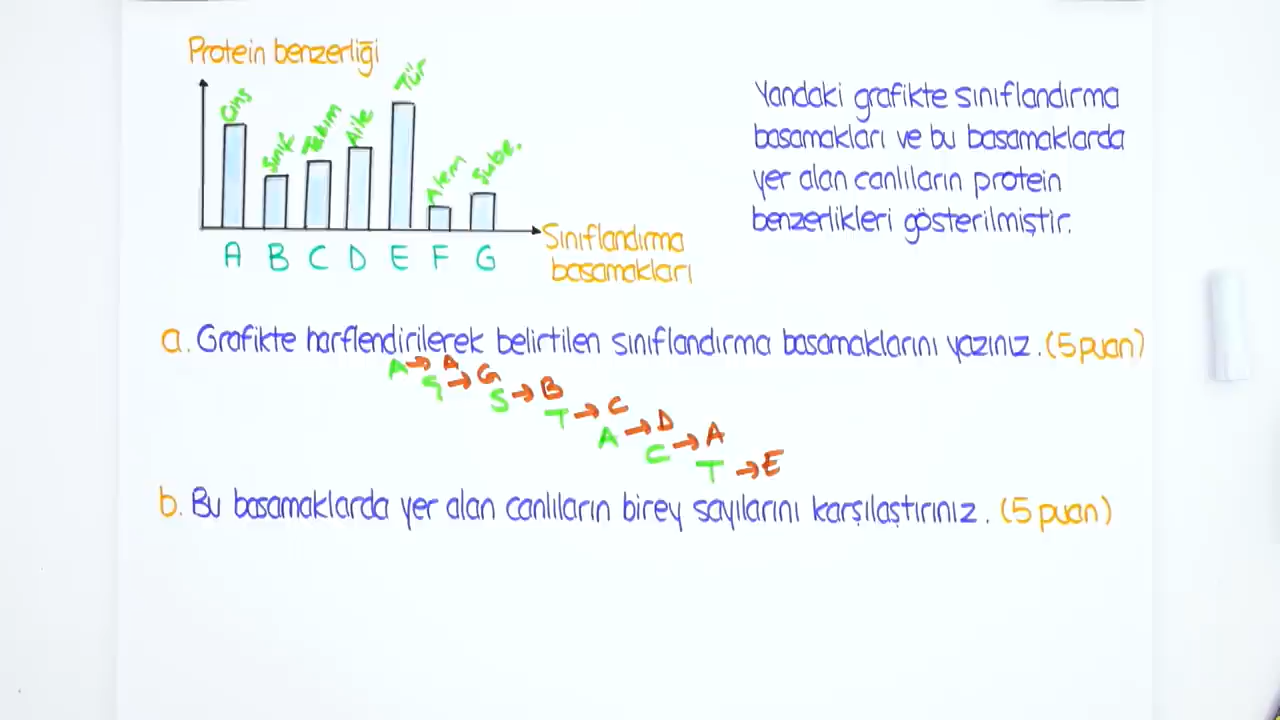 Protein benzerliği
Cins
Sınıf
Takım
Aile
Tür
Alem
Şube.
A B C D E F G
Sınıflandırma
basamakları
Yandaki grafikte sınıflandırma
basamakları ve bu basamaklarda
yer alan canlıların protein
benzerlikleri gösterilmiştir.
a. Grafikte harflendirilerek belirtilen sınıflandırma basamaklarını yazınız. (5 puan)
A → A
Ş → G
S → B
T → C
A → D
C → A
T → E
b. Bu basamaklarda yer alan canlıların birey sayılarını karşılaştırınız. (5 puan)